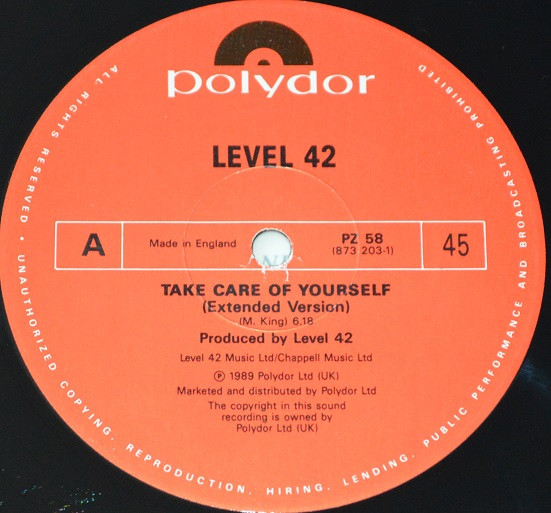 polydor
LEVEL 42
A
Made in England
PZ 58
(873 203-1)
45
TAKE CARE OF YOURSELF
(Extended Version)
(M. King) 6.18
Produced by Level 42
Level 42 Music Ltd/Chappell Music Ltd
℗ 1989 Polydor Ltd (UK)
Marketed and distributed by Polydor Ltd
The copyright in this sound
recording is owned by
Polydor Ltd (UK)
ALL RIGHTS RESERVED • UNAUTHORIZED COPYING, REPRODUCTION, HIRING, LENDING, PUBLIC PERFORMANCE AND BROADCASTING PROHIBITED